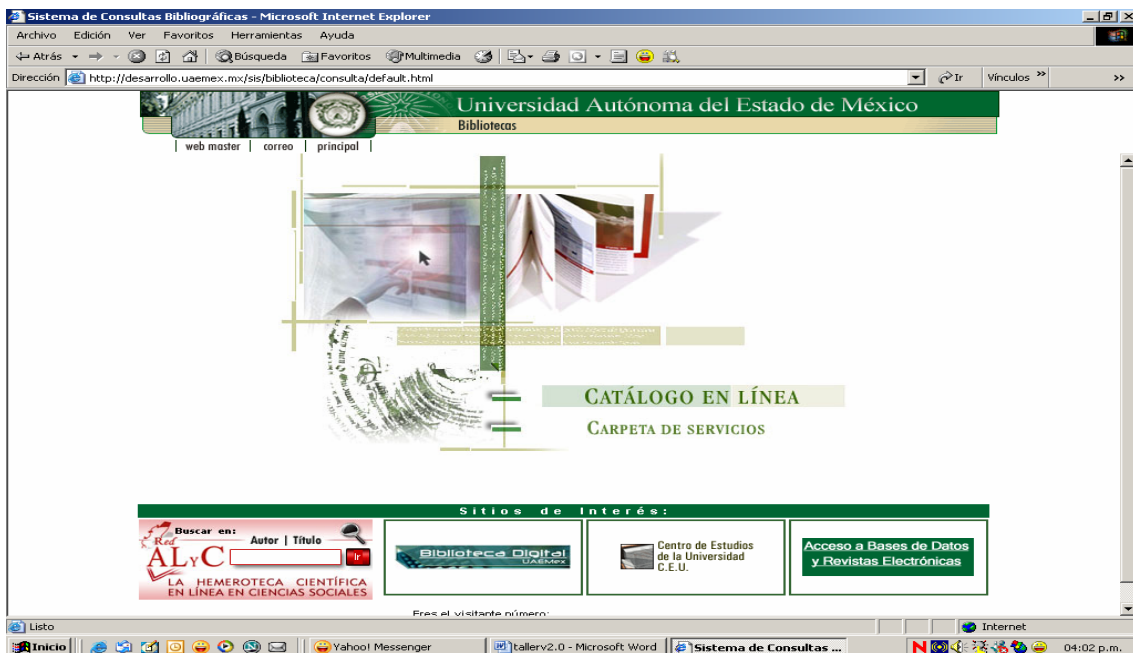 Sistema de Consultas Bibliográficas - Microsoft Internet Explorer
Archivo Edición Ver Favoritos Herramientas Ayuda
Atrás Búsqueda Favoritos Multimedia
Dirección http://desarrollo.uaemex.mx/sis/biblioteca/consulta/default.html Ir Vínculos »
Universidad Autónoma del Estado de México
Bibliotecas
| web master | correo | principal |
CATÁLOGO EN LÍNEA
CARPETA DE SERVICIOS
Sitios de Interés:
Buscar en:
Autor | Título
Red
ALyC Ir
LA HEMEROTECA CIENTÍFICA
EN LÍNEA EN CIENCIAS SOCIALES
Biblioteca Digital
UAEMex
Centro de Estudios
de la Universidad
C.E.U.
Acceso a Bases de Datos
y Revistas Electrónicas
Eres el visitante número:
Listo Internet
Inicio Yahoo! Messenger tallerv2.0 - Microsoft Word Sistema de Consultas ... 04:02 p.m.